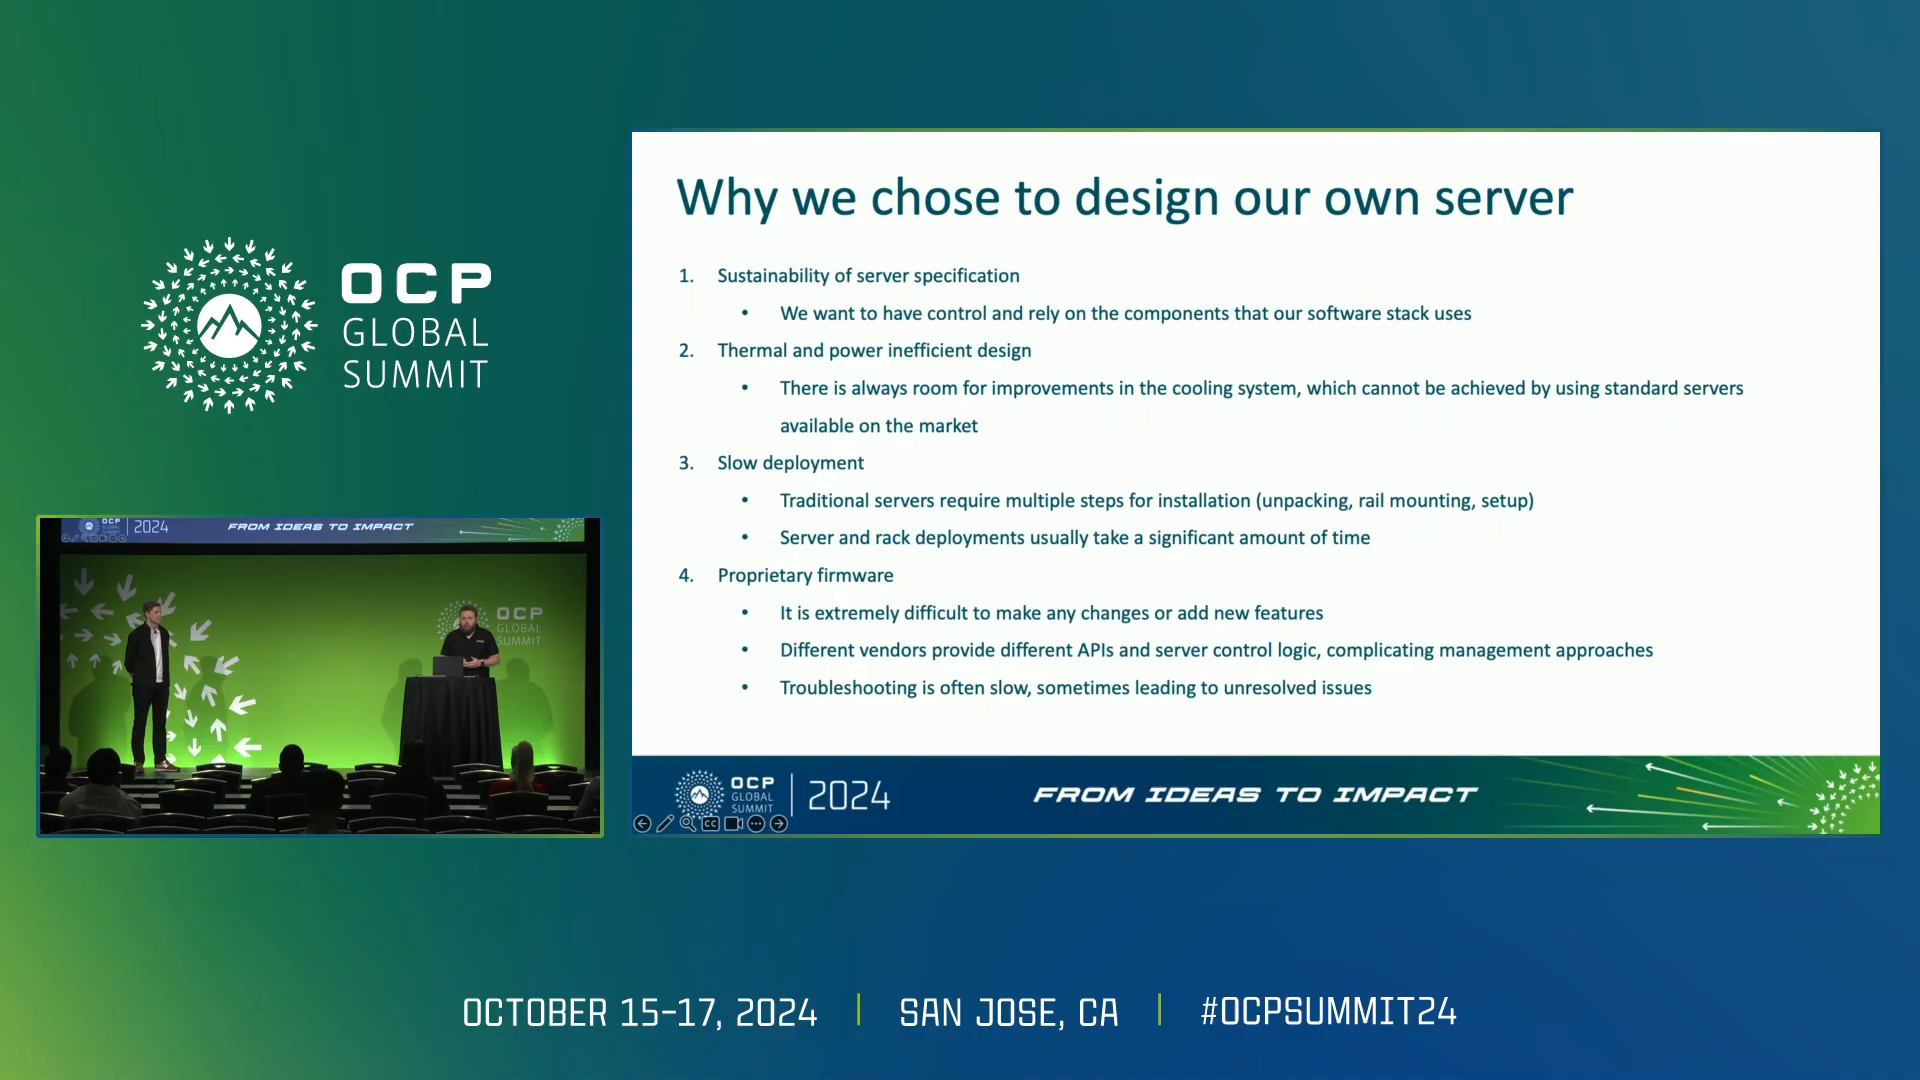 OCP
GLOBAL
SUMMIT
Why we chose to design our own server
1. Sustainability of server specification
• We want to have control and rely on the components that our software stack uses
2. Thermal and power inefficient design
• There is always room for improvements in the cooling system, which cannot be achieved by using standard servers
available on the market
3. Slow deployment
• Traditional servers require multiple steps for installation (unpacking, rail mounting, setup)
• Server and rack deployments usually take a significant amount of time
4. Proprietary firmware
• It is extremely difficult to make any changes or add new features
• Different vendors provide different APIs and server control logic, complicating management approaches
• Troubleshooting is often slow, sometimes leading to unresolved issues
OCP
GLOBAL
SUMMIT
2024
FROM IDEAS TO IMPACT
CC
OCP
2024
FROM IDEAS TO IMPACT
OCP
GLOBAL
SUMMIT
OCTOBER 15-17, 2024 | SAN JOSE, CA | #OCPSUMMIT24